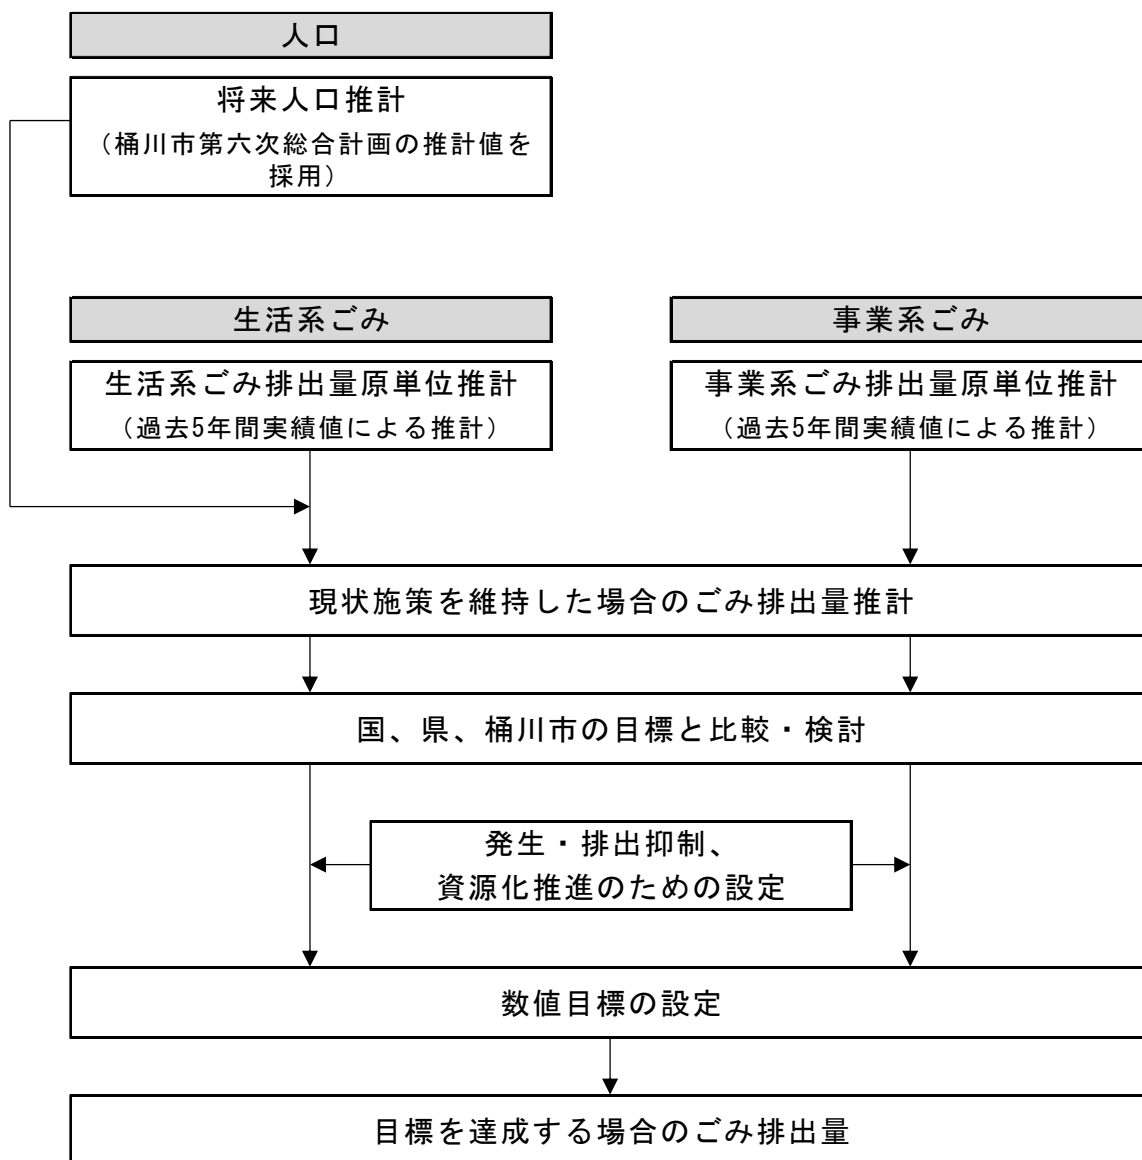 人口
将来人口推計
（桶川市第六次総合計画の推計値を
採用）
生活系ごみ
生活系ごみ排出量原単位推計
（過去5年間実績値による推計）
事業系ごみ
事業系ごみ排出量原単位推計
（過去5年間実績値による推計）
現状施策を維持した場合のごみ排出量推計
国、県、桶川市の目標と比較・検討
発生・排出抑制、
資源化推進のための設定
数値目標の設定
目標を達成する場合のごみ排出量